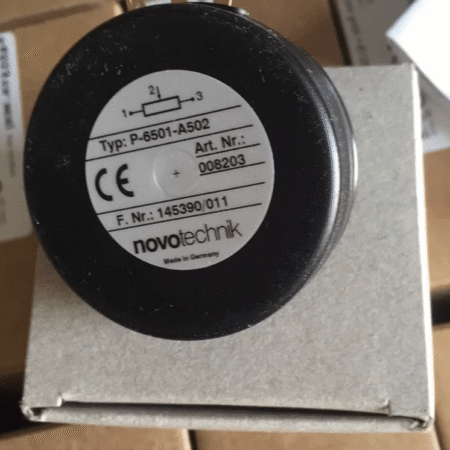 2
1 3
Typ: P-6501-A502
Art. Nr.:
008203
CE
F. Nr.: 145390/011
novotechnik
Made in Germany